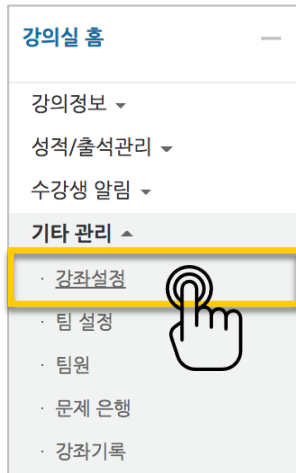 강의실 홈
강의정보
성적/출석관리
수강생 알림
기타 관리
· 강좌설정
· 팀 설정
· 팀원
· 문제 은행
· 강좌기록